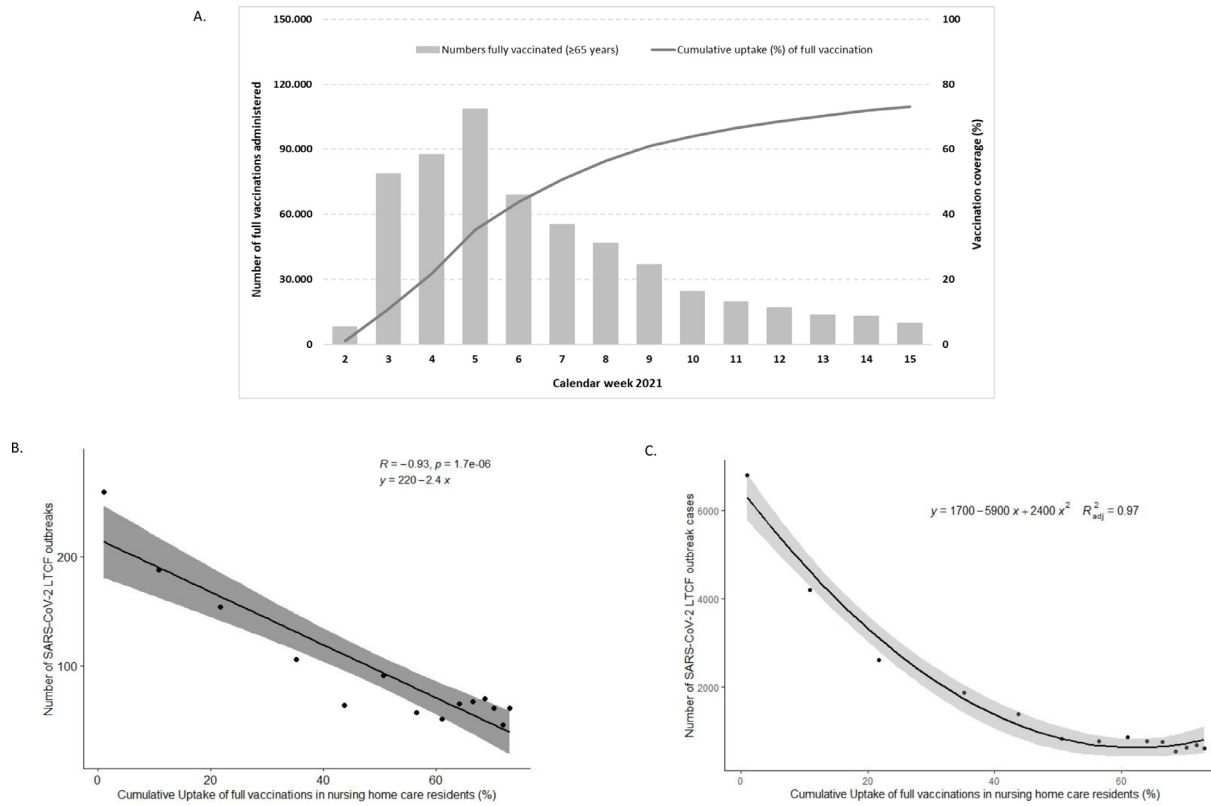 A.
150.000 100
Numbers fully vaccinated (≥65 years) Cumulative uptake (%) of full vaccination
120.000 80
90.000 60
60.000 40
30.000 20
0 0
Number of full vaccinations administered
Vaccination coverage (%)
2 3 4 5 6 7 8 9 10 11 12 13 14 15
Calendar week 2021
B.
R = −0.93, p = 1.7e-06
y = 220 − 2.4 x
200
100
Number of SARS-CoV-2 LTCF outbreaks
0 20 40 60
Cumulative Uptake of full vaccinations in nursing home care residents (%)
C.
y = 1700 − 5900 x + 2400 x² R²adj = 0.97
6000
4000
2000
Number of SARS-CoV-2 LTCF outbreak cases
0 20 40 60
Cumulative Uptake of full vaccinations in nursing home care residents (%)